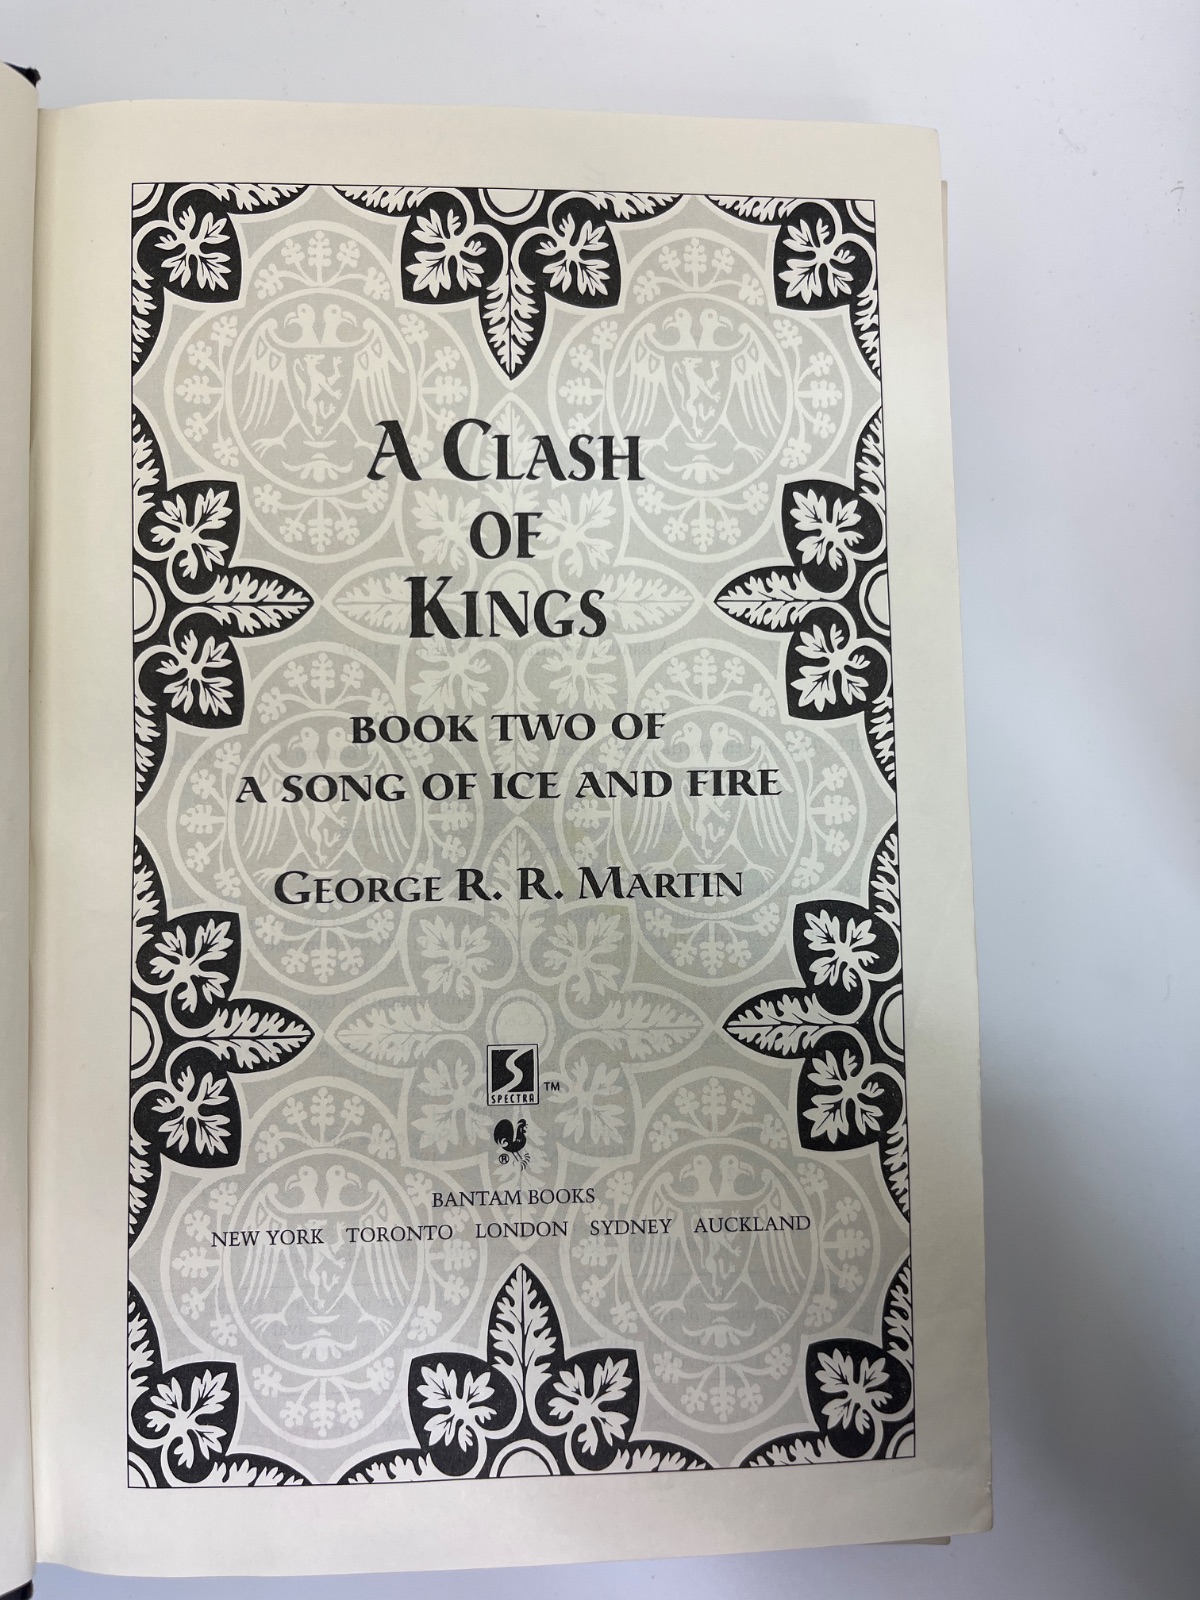 A CLASH
OF
KINGS
BOOK TWO OF
A SONG OF ICE AND FIRE
GEORGE R. R. MARTIN
SPECTRA ™
®
BANTAM BOOKS
NEW YORK TORONTO LONDON SYDNEY AUCKLAND